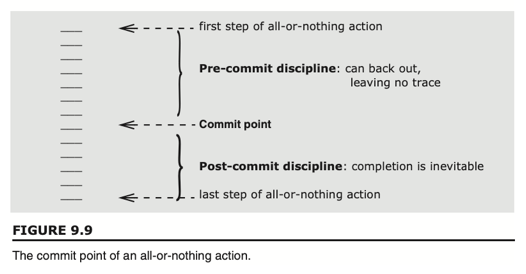 first step of all-or-nothing action
Pre-commit discipline: can back out,
leaving no trace
Commit point
Post-commit discipline: completion is inevitable
last step of all-or-nothing action
FIGURE 9.9
The commit point of an all-or-nothing action.